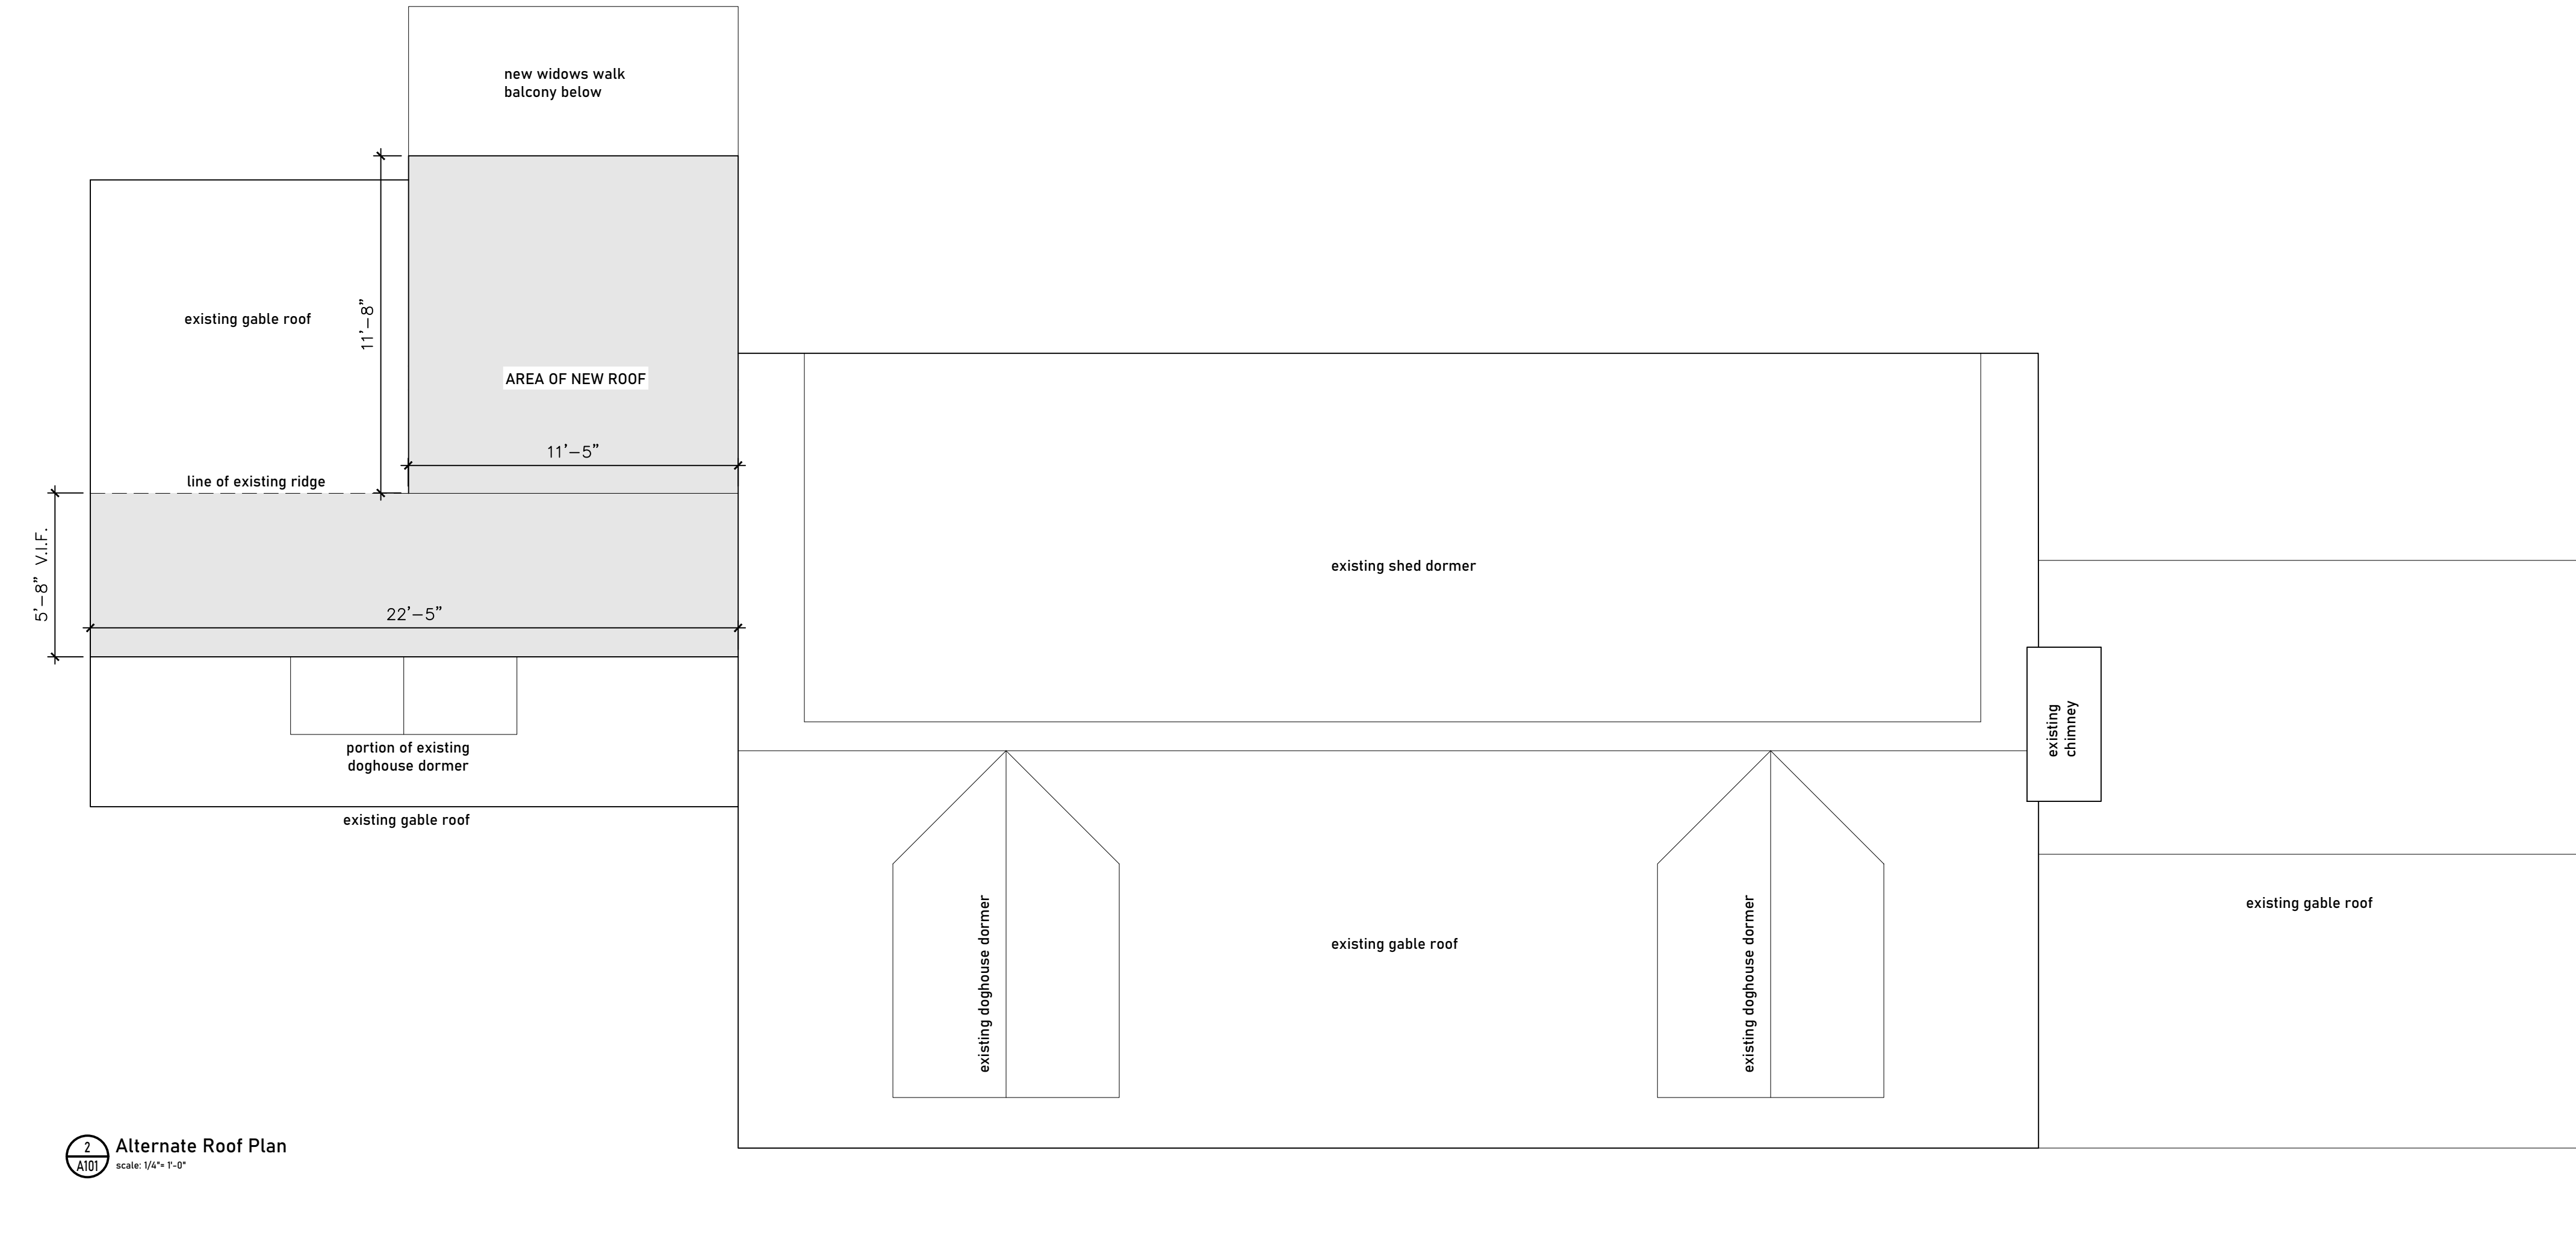 new widows walk
balcony below
existing gable roof
11'-8"
AREA OF NEW ROOF
11'-5"
line of existing ridge
5'-8" V.I.F.
22'-5"
existing shed dormer
portion of existing
doghouse dormer
existing gable roof
existing
chimney
existing doghouse dormer
existing gable roof
existing doghouse dormer
existing gable roof
2
A101
Alternate Roof Plan
scale: 1/4"= 1'-0"